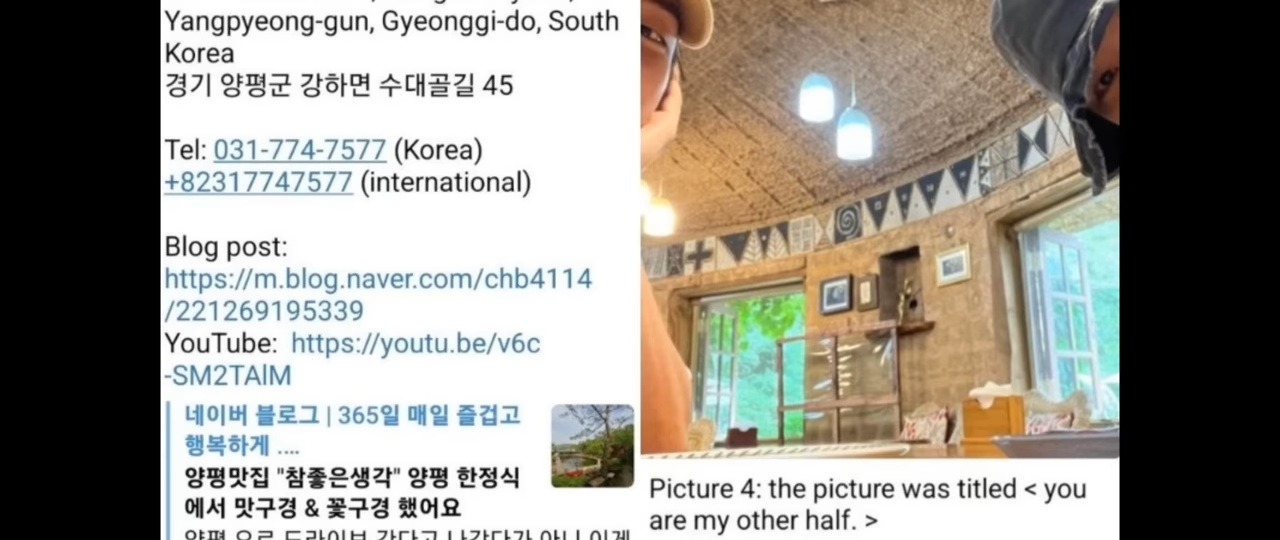 Yangpyeong-gun, Gyeonggi-do, South
Korea
경기 양평군 강하면 수대골길 45
Tel: 031-774-7577 (Korea)
+82317747577 (international)
Blog post:
https://m.blog.naver.com/chb4114
/221269195339
YouTube: https://youtu.be/v6c
-SM2TAlM
네이버 블로그 | 365일 매일 즐겁고
행복하게 ....
양평맛집 "참좋은생각" 양평 한정식
에서 맛구경 & 꽃구경 했어요
Picture 4: the picture was titled < you
are my other half. >